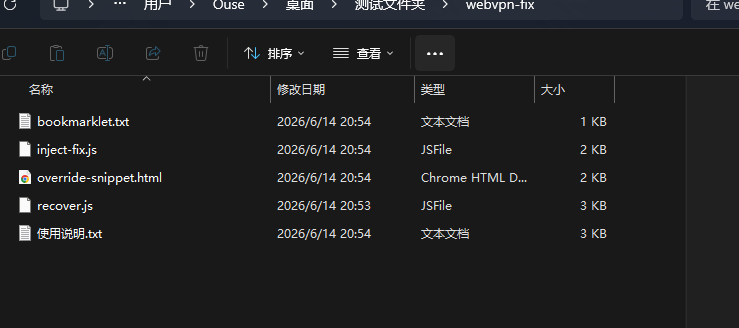 ··· 用户 > Ouse > 桌面 > 测试文件夹 > webvpn-fix 在 we
排序 查看 ···
名称 修改日期 类型 大小
bookmarklet.txt 2026/6/14 20:54 文本文档 1 KB
inject-fix.js 2026/6/14 20:54 JSFile 2 KB
override-snippet.html 2026/6/14 20:54 Chrome HTML D... 2 KB
recover.js 2026/6/14 20:53 JSFile 3 KB
使用说明.txt 2026/6/14 20:54 文本文档 3 KB